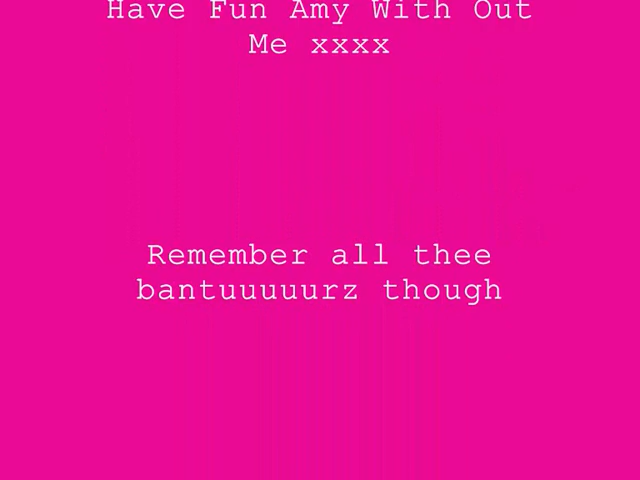 Have Fun Amy With Out
Me xxxx
Remember all thee
bantuuuuurz though